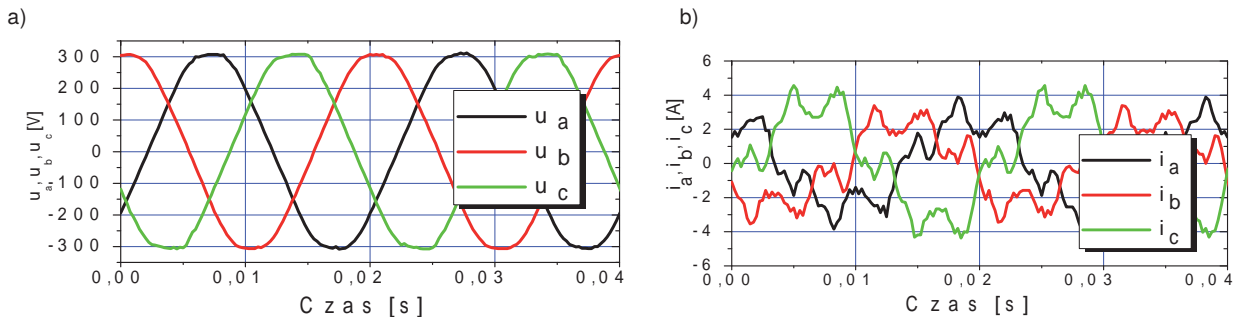 a)
300
200
100
0
-100
-200
-300
u_a, u_b, u_c [V]
0,00
0,01
0,02
0,03
0,04
Czas [s]
u a
u b
u c
b)
6
4
2
0
-2
-4
-6
i_a, i_b, i_c [A]
0,00
0,01
0,02
0,03
0,04
Czas [s]
i a
i b
i c